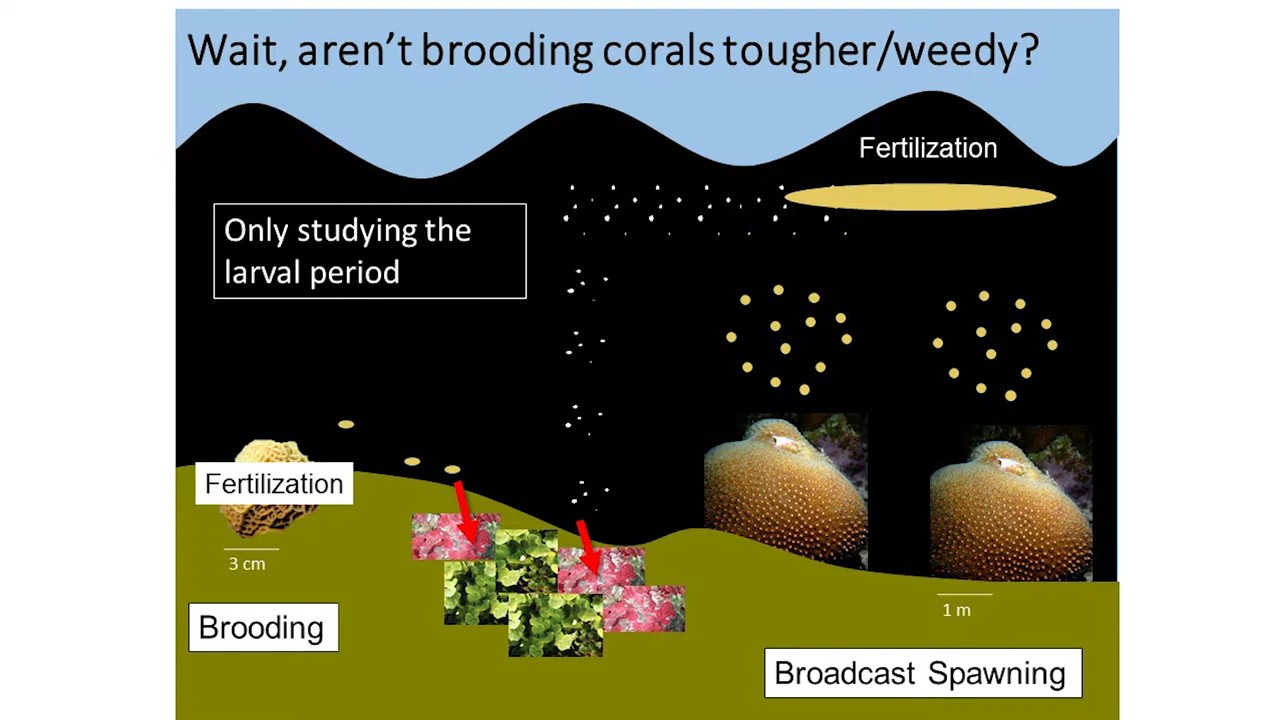 Wait, aren't brooding corals tougher/weedy?
Fertilization
Only studying the
larval period
Fertilization
3 cm
1 m
Brooding
Broadcast Spawning